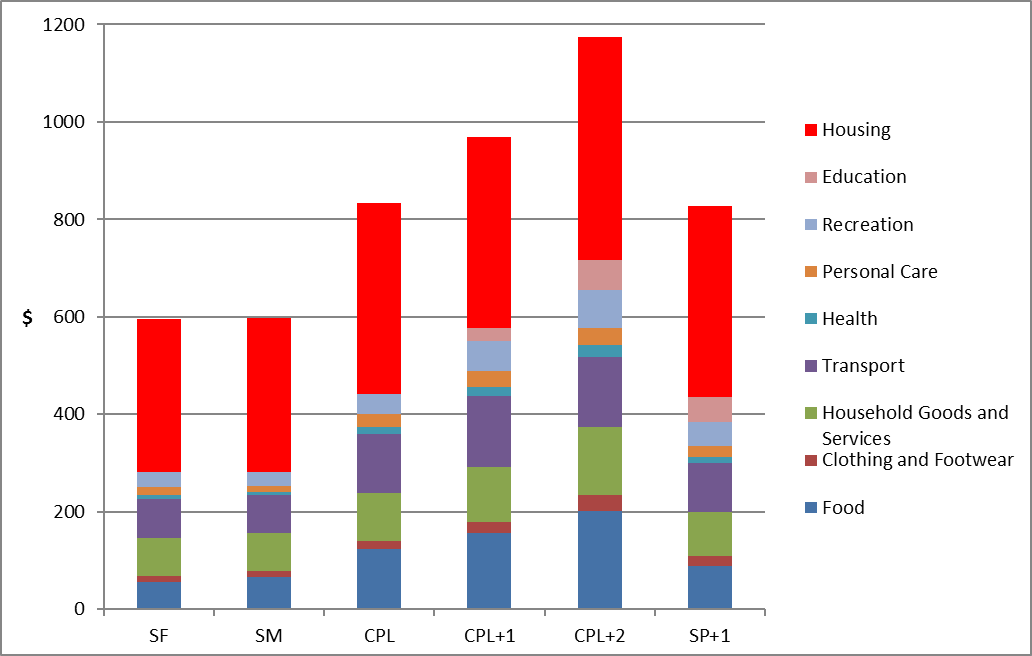 1200
1000
800
600
400
200
0
$
SF
SM
CPL
CPL+1
CPL+2
SP+1
Housing
Education
Recreation
Personal Care
Health
Transport
Household Goods and
Services
Clothing and Footwear
Food